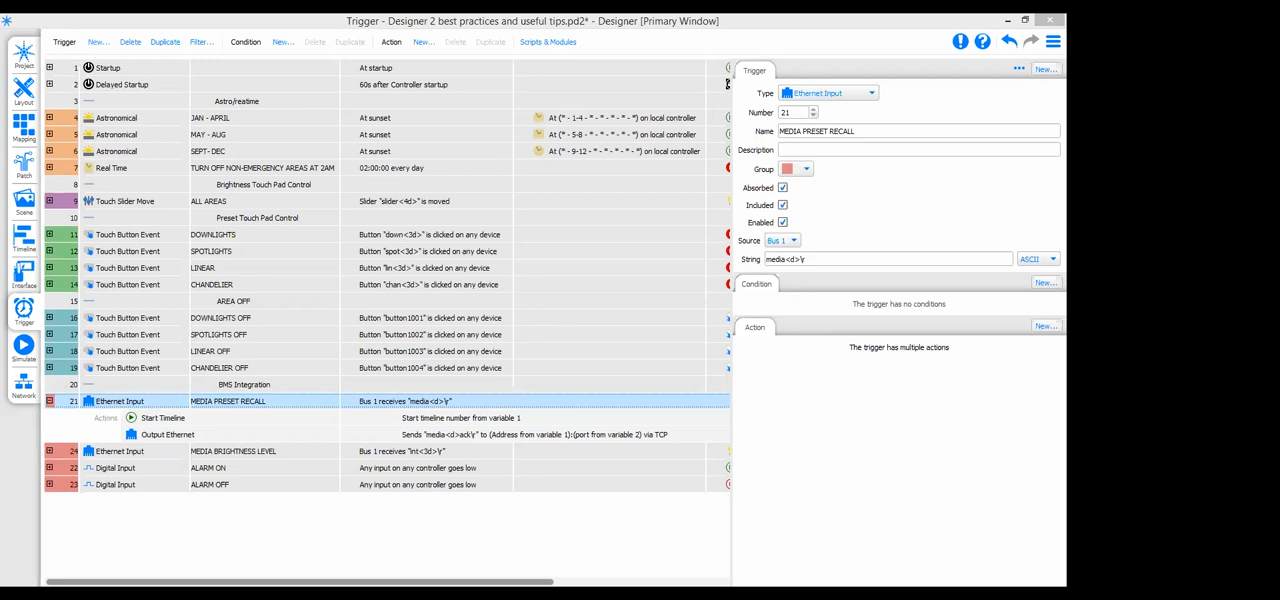 Trigger - Designer 2 best practices and useful tips.pd2* - Designer [Primary Window]
Trigger New... Delete Duplicate Filter... Condition New... Delete Duplicate Action New... Delete Duplicate Scripts & Modules
Project
Layout
Mapping
Patch
Scene
Timeline
Interface
Trigger
Simulate
Network
1 Startup At startup
2 Delayed Startup 60s after Controller startup
3 Astro/reatime
4 Astronomical JAN - APRIL At sunset At (* - 1-4 - * - * - * - *) on local controller
5 Astronomical MAY - AUG At sunset At (* - 5-8 - * - * - * - *) on local controller
6 Astronomical SEPT- DEC At sunset At (* - 9-12 - * - * - * - *) on local controller
7 Real Time TURN OFF NON-EMERGENCY AREAS AT 2AM 02:00:00 every day
8 Brightness Touch Pad Control
9 Touch Slider Move ALL AREAS Slider "slider<4d>" is moved
10 Preset Touch Pad Control
11 Touch Button Event DOWNLIGHTS Button "down<3d>" is clicked on any device
12 Touch Button Event SPOTLIGHTS Button "spot<3d>" is clicked on any device
13 Touch Button Event LINEAR Button "lin<3d>" is clicked on any device
14 Touch Button Event CHANDELIER Button "chan<3d>" is clicked on any device
15 AREA OFF
16 Touch Button Event DOWNLIGHTS OFF Button "button1001" is clicked on any device
17 Touch Button Event SPOTLIGHTS OFF Button "button1002" is clicked on any device
18 Touch Button Event LINEAR OFF Button "button1003" is clicked on any device
19 Touch Button Event CHANDELIER OFF Button "button1004" is clicked on any device
20 BMS Integration
21 Ethernet Input MEDIA PRESET RECALL Bus 1 receives "media<d>\r"
Actions Start Timeline Start timeline number from variable 1
Output Ethernet Sends "media<d>ack\r" to (Address from variable 1):(port from variable 2) via TCP
24 Ethernet Input MEDIA BRIGHTNESS LEVEL Bus 1 receives "int<3d>\r"
22 Digital Input ALARM ON Any input on any controller goes low
23 Digital Input ALARM OFF Any input on any controller goes low
Trigger New...
Type Ethernet Input
Number 21
Name MEDIA PRESET RECALL
Description
Group
Absorbed
Included
Enabled
Source Bus 1
String media<d>\r ASCII
Condition New...
The trigger has no conditions
Action New...
The trigger has multiple actions